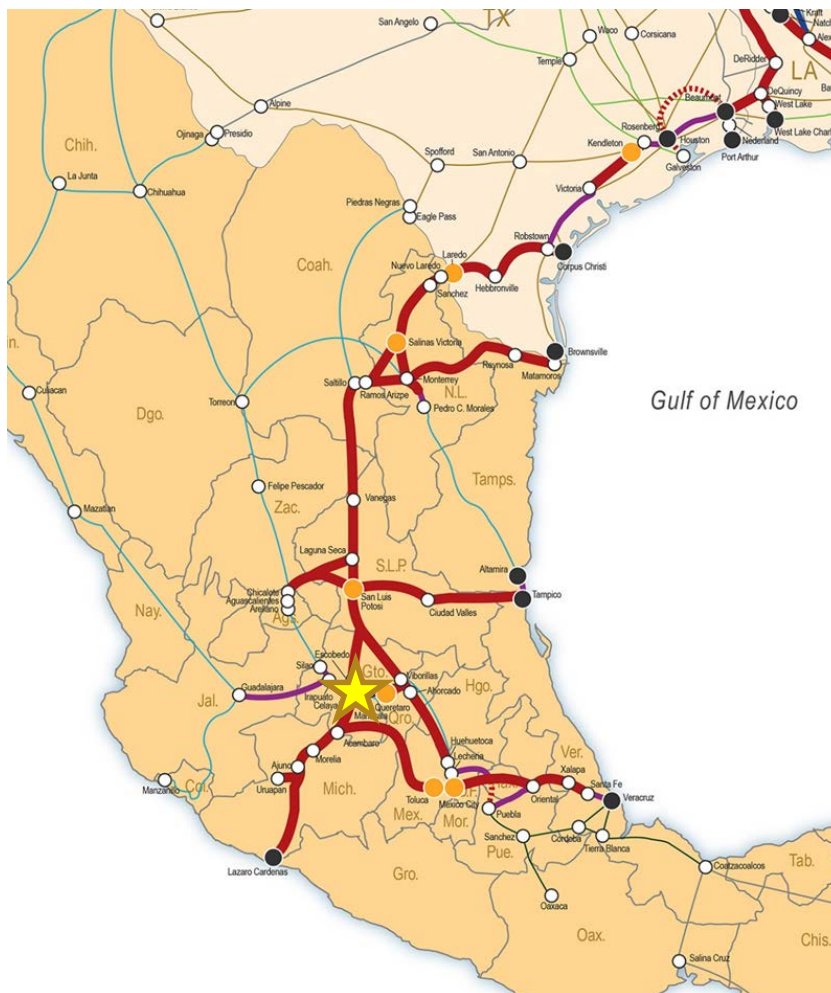 San Angelo
TX
Waco
Corsicana
Kraft
Natch
Alex
DeRidder
LA
Temple
Beaumont
DeQuincy
West Lake
Ba
Alpine
Rosenberg
Houston
West Lake Charl
Nederland
Port Arthur
Kendleton
Galveston
Ojinaga
Presidio
Chih.
Spofford
San Antonio
La Junta
Chihuahua
Victoria
Piedras Negras
Eagle Pass
Robstown
Corpus Christi
Coah.
Laredo
Nuevo Laredo
Sanchez
Hebbronville
Salinas Victoria
Brownsville
Reynosa
Matamoros
Saltillo
Ramos Arizpe
Monterrey
N.L.
Pedro C. Morales
Culiacan
Torreon
Gulf of Mexico
Dgo.
Felipe Pescador
Zac.
Vanegas
Tamps.
Mazatlan
Laguna Seca
S.L.P.
Altamira
Chicalote
Aguascalientes
Arellano
Ags.
San Luis
Potosi
Ciudad Valles
Tampico
Nay.
Escobedo
Silao
Gto.
Viborillas
Ahorcado
Hgo.
Jal.
Guadalajara
Irapuato
Celaya
Queretaro
Qro.
Acambaro
Huehuetoca
Lecheria
Ver.
Ajuno
Morelia
Xalapa
Santa Fe
Manzanillo
Col.
Uruapan
Mich.
Toluca
Mexico City
Oriental
Veracruz
Mex.
Mor.
Puebla
Sanchez
Cordoba
Tierra Blanca
Pue.
Lazaro Cardenas
Gro.
Coatzacoalcos
Tab.
Oaxaca
Oax.
Chis.
Salina Cruz